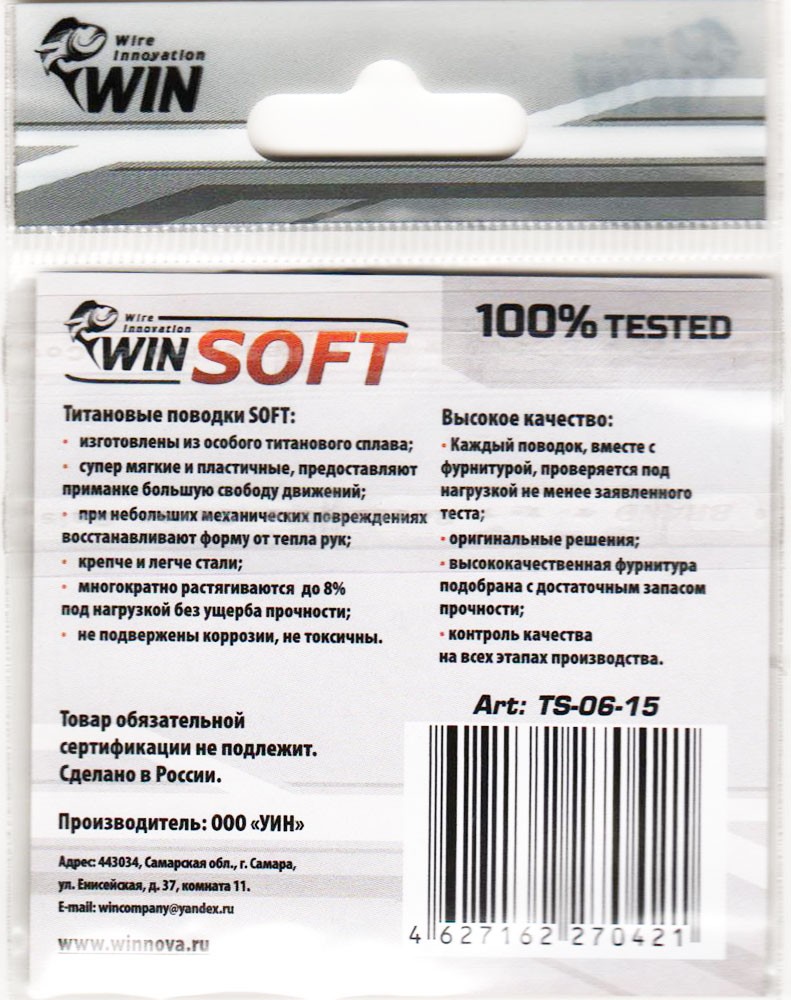 Wire
Innovation
WIN
Wire
Innovation
WIN SOFT
100% TESTED
Титановые поводки SOFT:
• изготовлены из особого титанового сплава;
• супер мягкие и пластичные, предоставляют
приманке большую свободу движений;
• при небольших механических повреждениях
восстанавливают форму от тепла рук;
• крепче и легче стали;
• многократно растягиваются до 8%
под нагрузкой без ущерба прочности;
• не подвержены коррозии, не токсичны.
Высокое качество:
• Каждый поводок, вместе с
фурнитурой, проверяется под
нагрузкой не менее заявленного
теста;
• оригинальные решения;
• высококачественная фурнитура
подобрана с достаточным запасом
прочности;
• контроль качества
на всех этапах производства.
Товар обязательной
сертификации не подлежит.
Сделано в России.
Производитель: ООО «УИН»
Адрес: 443034, Самарская обл., г. Самара,
ул. Енисейская, д. 37, комната 11.
E-mail: wincompany@yandex.ru
www.winnova.ru
Art: TS-06-15
4 627162 270421